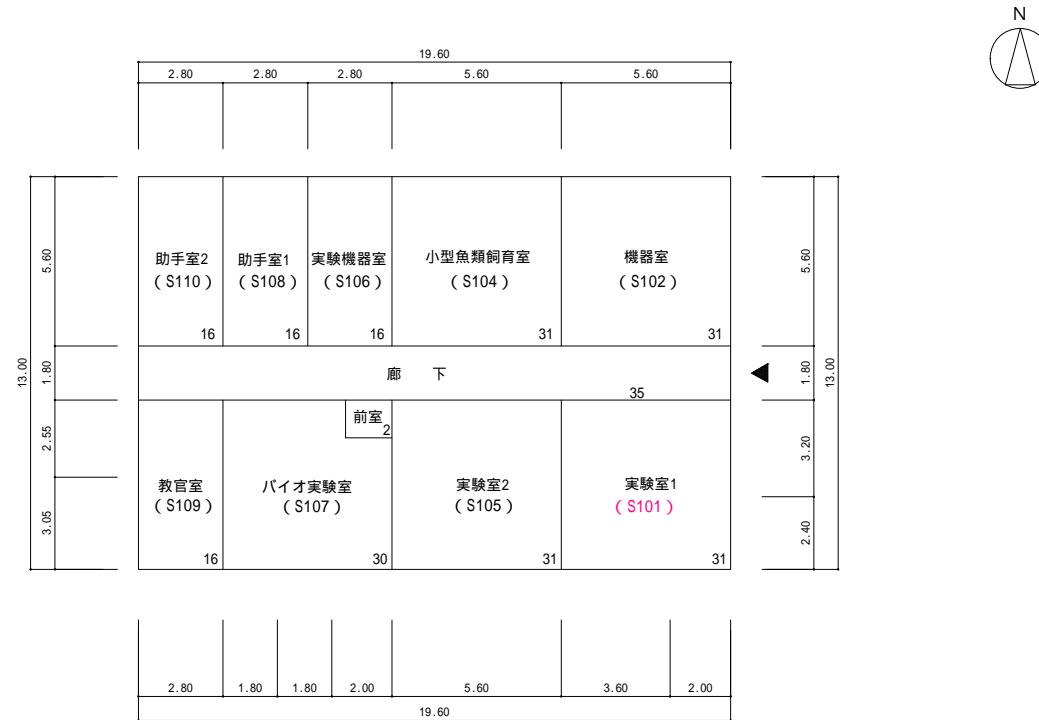 N
19.60
2.80 2.80 2.80 5.60 5.60
助手室2 助手室1 実験機器室 小型魚類飼育室 機器室
（S110） （S108） （S106） （S104） （S102）
16 16 16 31 31
5.60 5.60
廊 下
35
13.00 1.80 1.80 13.00
前室
2
2.55 3.20
教官室 バイオ実験室 実験室2 実験室1
（S109） （S107） （S105） （S101）
3.05 2.40
16 30 31 31
2.80 1.80 1.80 2.00 5.60 3.60 2.00
19.60